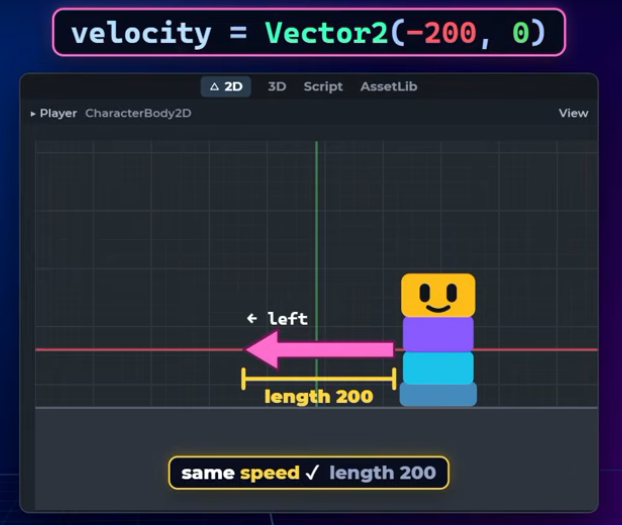 velocity = Vector2(-200, 0)
2D 3D Script AssetLib
Player CharacterBody2D View
← left
length 200
same speed ✓ length 200